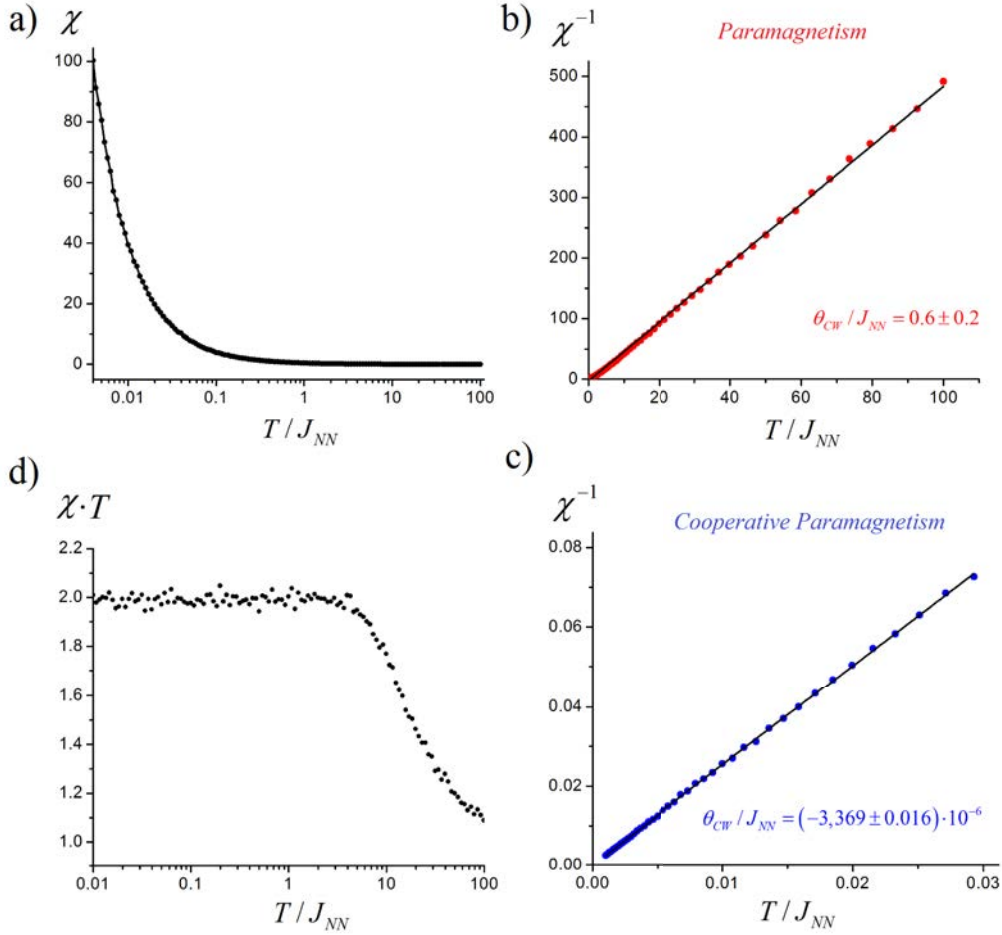 a)
χ
100
80
60
40
20
0
0.01
0.1
1
10
100
T / J_NN
b)
χ⁻¹
Paramagnetism
500
400
300
200
100
0
0
20
40
60
80
100
θ_CW / J_NN = 0.6 ± 0.2
T / J_NN
d)
χ·T
2.2
2.0
1.8
1.6
1.4
1.2
1.0
0.01
0.1
1
10
100
T / J_NN
c)
χ⁻¹
Cooperative Paramagnetism
0.08
0.06
0.04
0.02
0.00
0.00
0.01
0.02
0.03
θ_CW / J_NN = (−3,369 ± 0.016)·10⁻⁶
T / J_NN